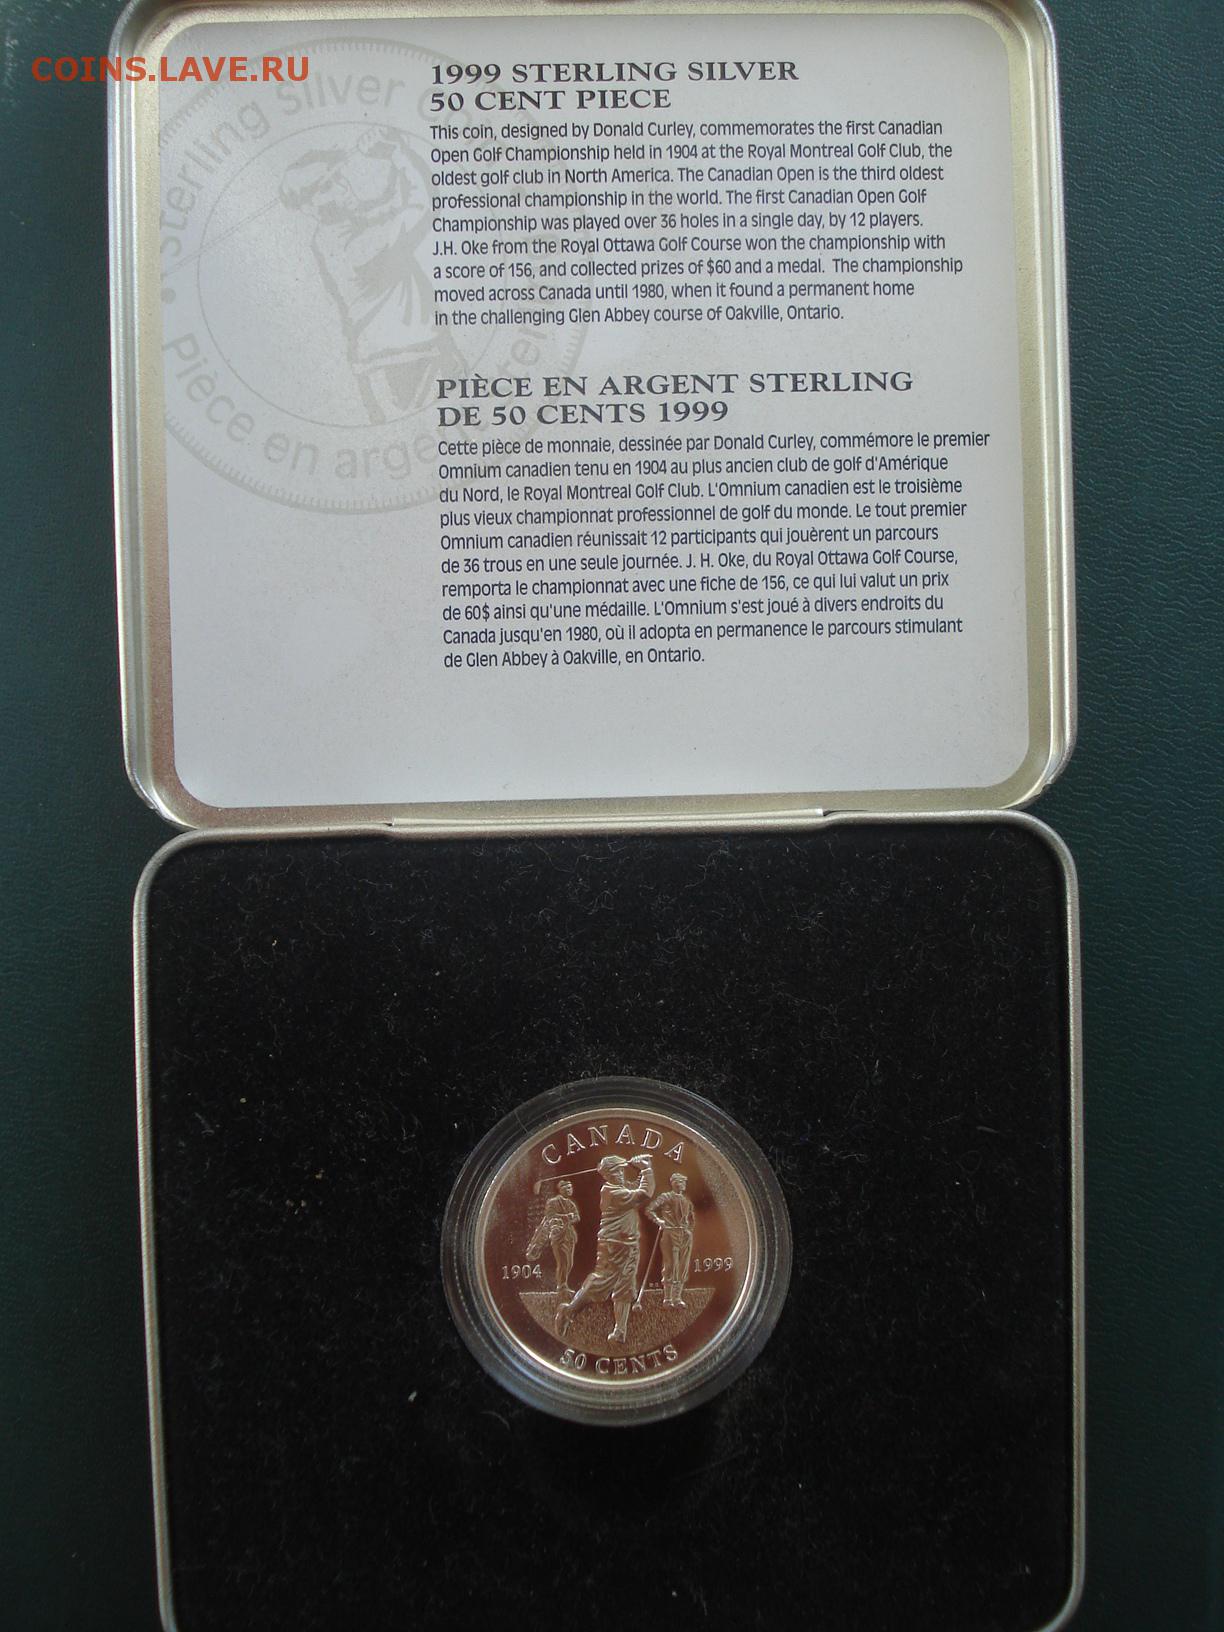 COINS.LAVE.RU
Sterling Silver Coin
Pièce en argent sterling
1999 STERLING SILVER
50 CENT PIECE
This coin, designed by Donald Curley, commemorates the first Canadian
Open Golf Championship held in 1904 at the Royal Montreal Golf Club, the
oldest golf club in North America. The Canadian Open is the third oldest
professional championship in the world. The first Canadian Open Golf
Championship was played over 36 holes in a single day, by 12 players.
J.H. Oke from the Royal Ottawa Golf Course won the championship with
a score of 156, and collected prizes of $60 and a medal. The championship
moved across Canada until 1980, when it found a permanent home
in the challenging Glen Abbey course of Oakville, Ontario.
PIÈCE EN ARGENT STERLING
DE 50 CENTS 1999
Cette pièce de monnaie, dessinée par Donald Curley, commémore le premier
Omnium canadien tenu en 1904 au plus ancien club de golf d'Amérique
du Nord, le Royal Montreal Golf Club. L'Omnium canadien est le troisième
plus vieux championnat professionnel de golf du monde. Le tout premier
Omnium canadien réunissait 12 participants qui jouèrent un parcours
de 36 trous en une seule journée. J. H. Oke, du Royal Ottawa Golf Course,
remporta le championnat avec une fiche de 156, ce qui lui valut un prix
de 60$ ainsi qu'une médaille. L'Omnium s'est joué à divers endroits du
Canada jusqu'en 1980, où il adopta en permanence le parcours stimulant
de Glen Abbey à Oakville, en Ontario.
CANADA
1904 1999
50 CENTS